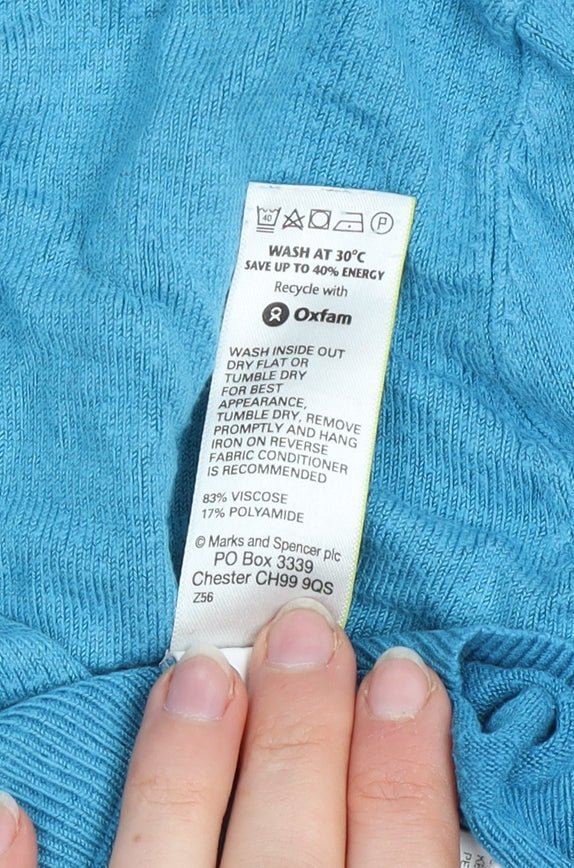 40 P
WASH AT 30°C
SAVE UP TO 40% ENERGY
Recycle with
Oxfam
WASH INSIDE OUT
DRY FLAT OR
TUMBLE DRY
FOR BEST
APPEARANCE,
TUMBLE DRY, REMOVE
PROMPTLY AND HANG
IRON ON REVERSE
FABRIC CONDITIONER
IS RECOMMENDED
83% VISCOSE
17% POLYAMIDE
© Marks and Spencer plc
PO Box 3339
Chester CH99 9QS
Z56